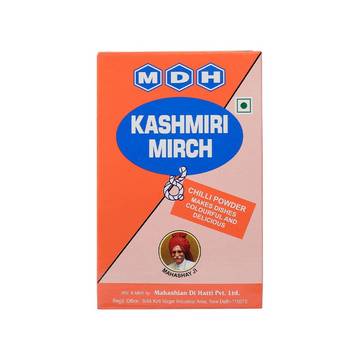 MDH
KASHMIRI
MIRCH
CHILLI POWDER
MAKES DISHES
COLOURFUL AND
DELICIOUS
MAHASHAY JI
Mahashian Di Hatti Pvt. Ltd.